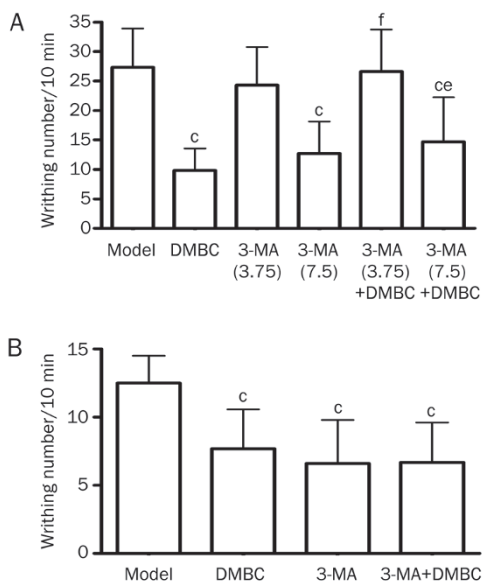 A
Writhing number/10 min
35
30
25
20
15
10
5
0
c
c
f
ce
Model DMBC 3-MA 3-MA 3-MA 3-MA
(3.75) (7.5) (3.75) (7.5)
+DMBC +DMBC
B
Writhing number/10 min
15
10
5
0
c
c
c
Model DMBC 3-MA 3-MA+DMBC